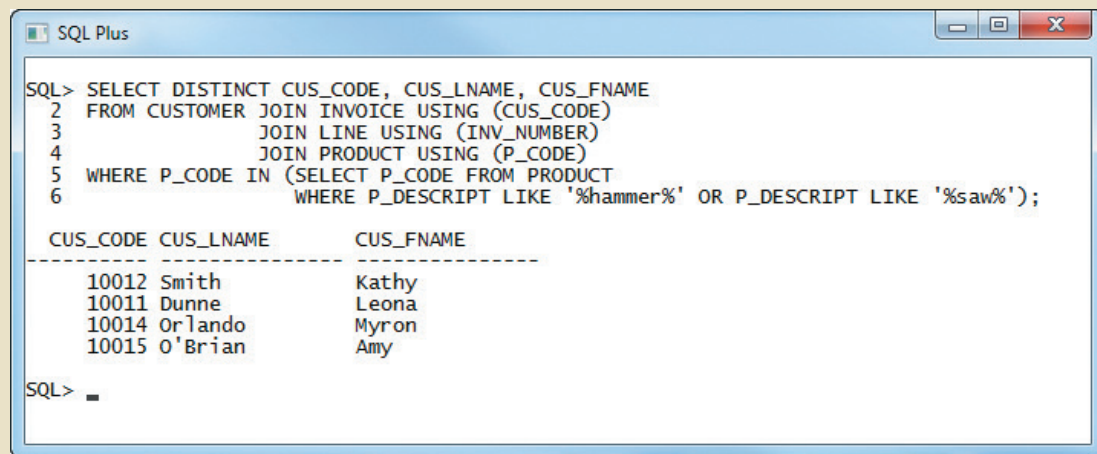 SQL Plus
SQL> SELECT DISTINCT CUS_CODE, CUS_LNAME, CUS_FNAME
  2  FROM CUSTOMER JOIN INVOICE USING (CUS_CODE)
  3                JOIN LINE USING (INV_NUMBER)
  4                JOIN PRODUCT USING (P_CODE)
  5  WHERE P_CODE IN (SELECT P_CODE FROM PRODUCT
  6                   WHERE P_DESCRIPT LIKE '%hammer%' OR P_DESCRIPT LIKE '%saw%');
  CUS_CODE CUS_LNAME       CUS_FNAME
---------- --------------- ---------------
     10012 Smith           Kathy
     10011 Dunne           Leona
     10014 Orlando         Myron
     10015 O'Brian         Amy
SQL>